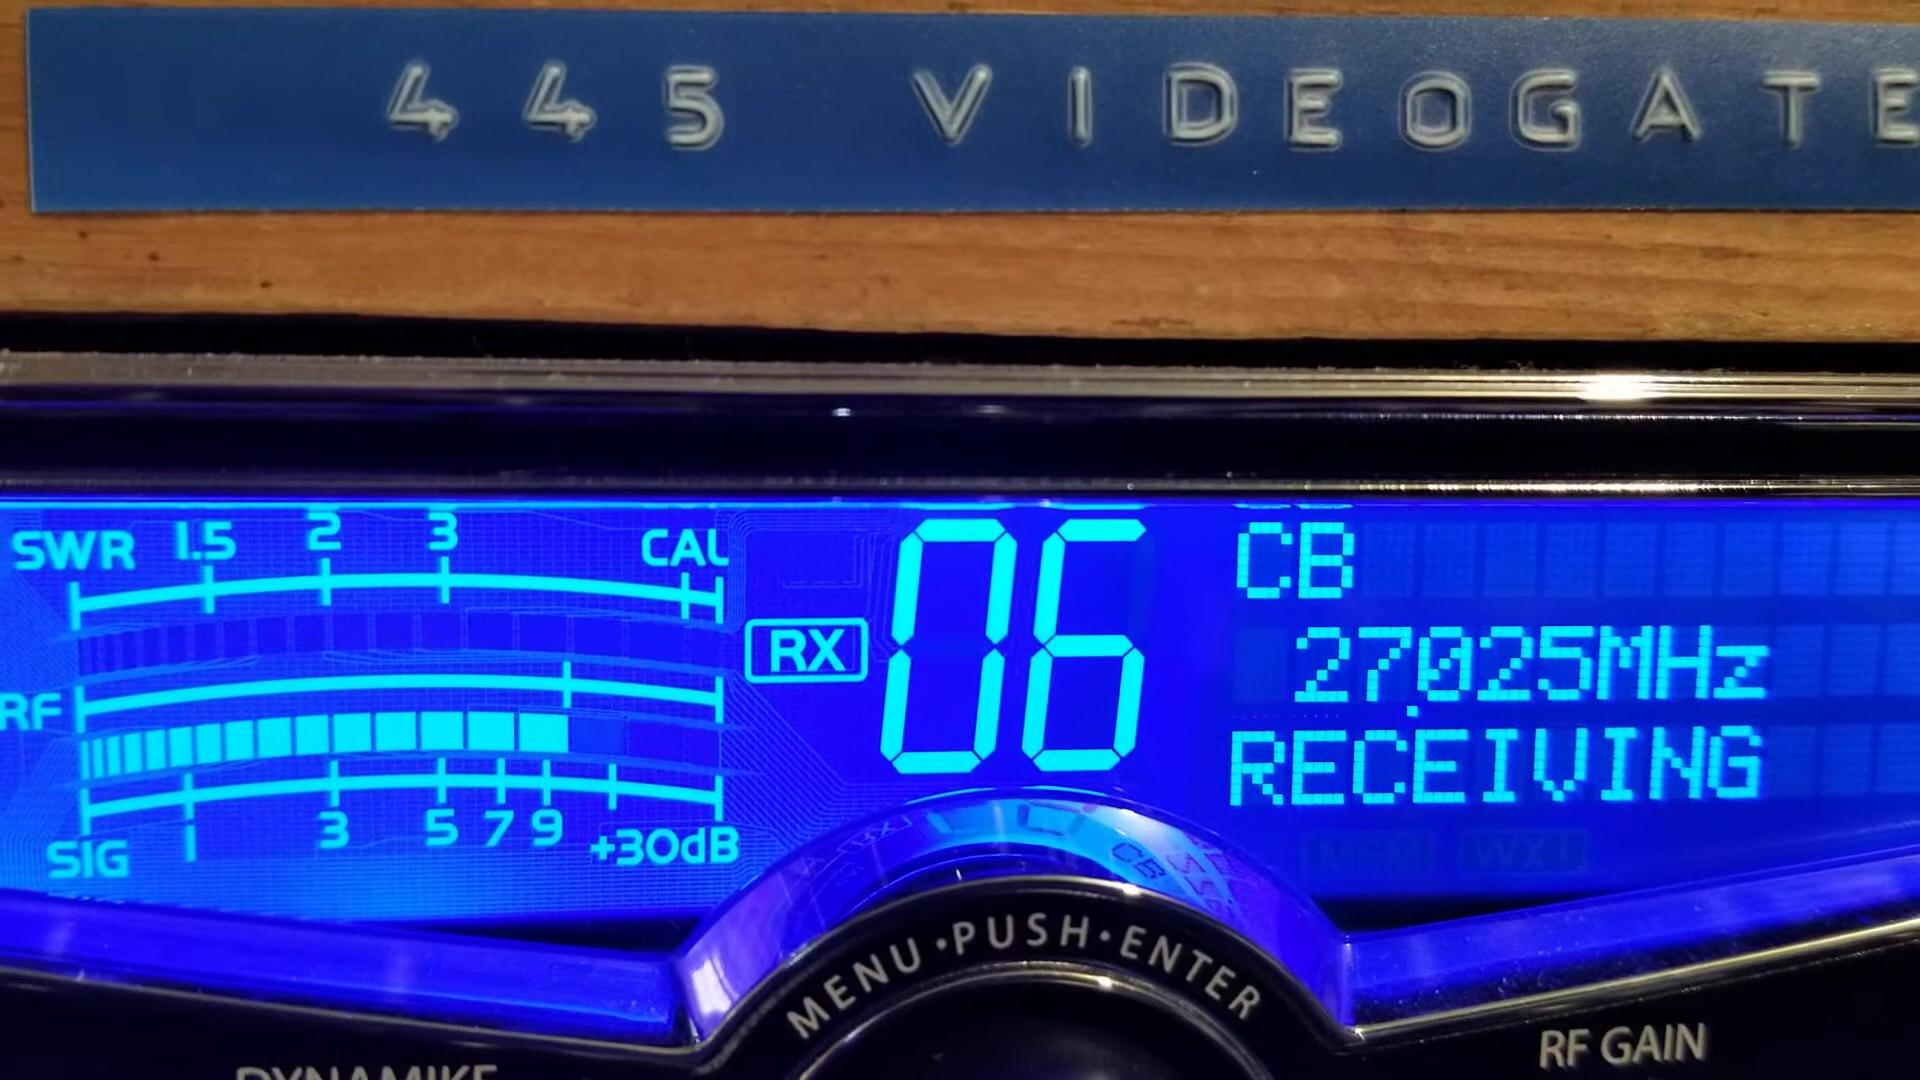 445 VIDEOGATE
SWR 1.5 2 3 CAL
RX
06
CB
27.025MHz
RECEIVING
RF
1 3 5 7 9 +30dB
SIG
MENU•PUSH•ENTER
DYNAMIKE
RF GAIN